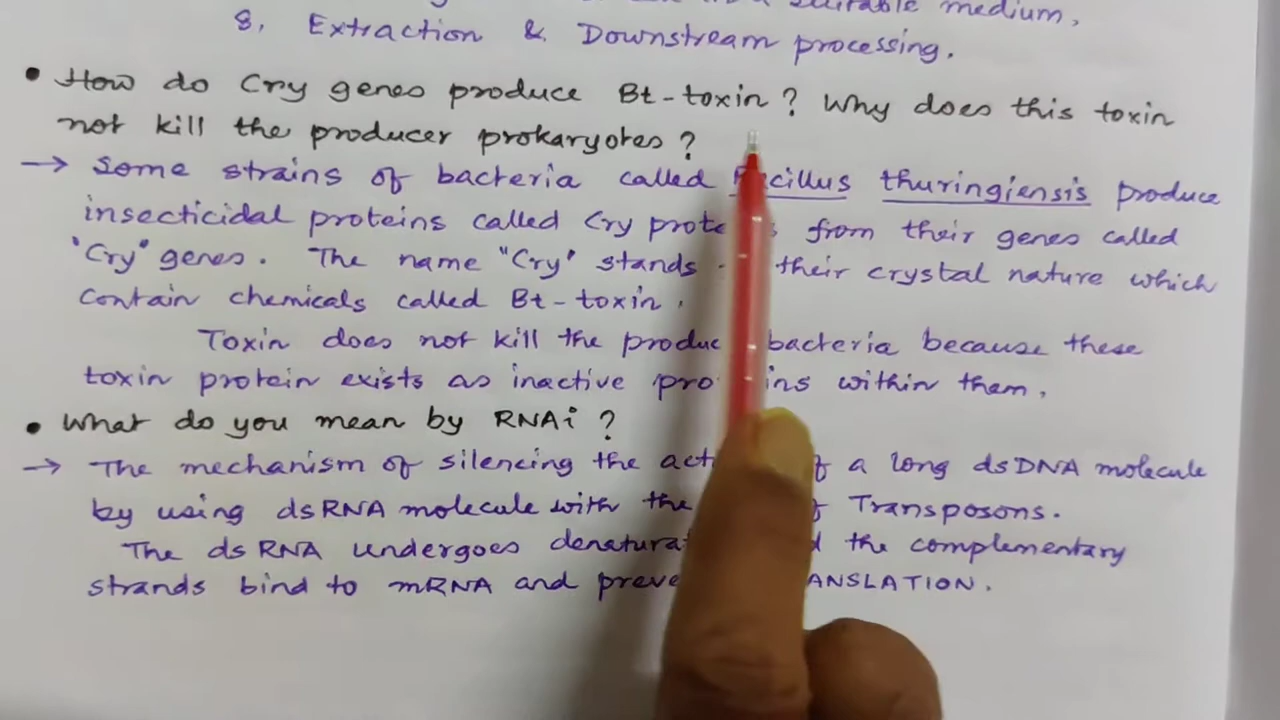 suitable medium.
8. Extraction & Downstream processing.
• How do Cry genes produce Bt-toxin? Why does this toxin
not kill the producer prokaryotes?
→ Some strains of bacteria called thuringiensis produce
insecticidal proteins called Cry from their genes called
"Cry" genes. The name "Cry" stands their crystal nature which
contain chemicals called Bt-toxin.
Toxin does not kill the bacteria because these
toxin protein exists as inactive within them.
• What do you mean by RNAi?
→ The mechanism of silencing the a long dsDNA molecule
by using dsRNA molecule with the Transposons.
The dsRNA undergoes the complementary
strands bind to mRNA and